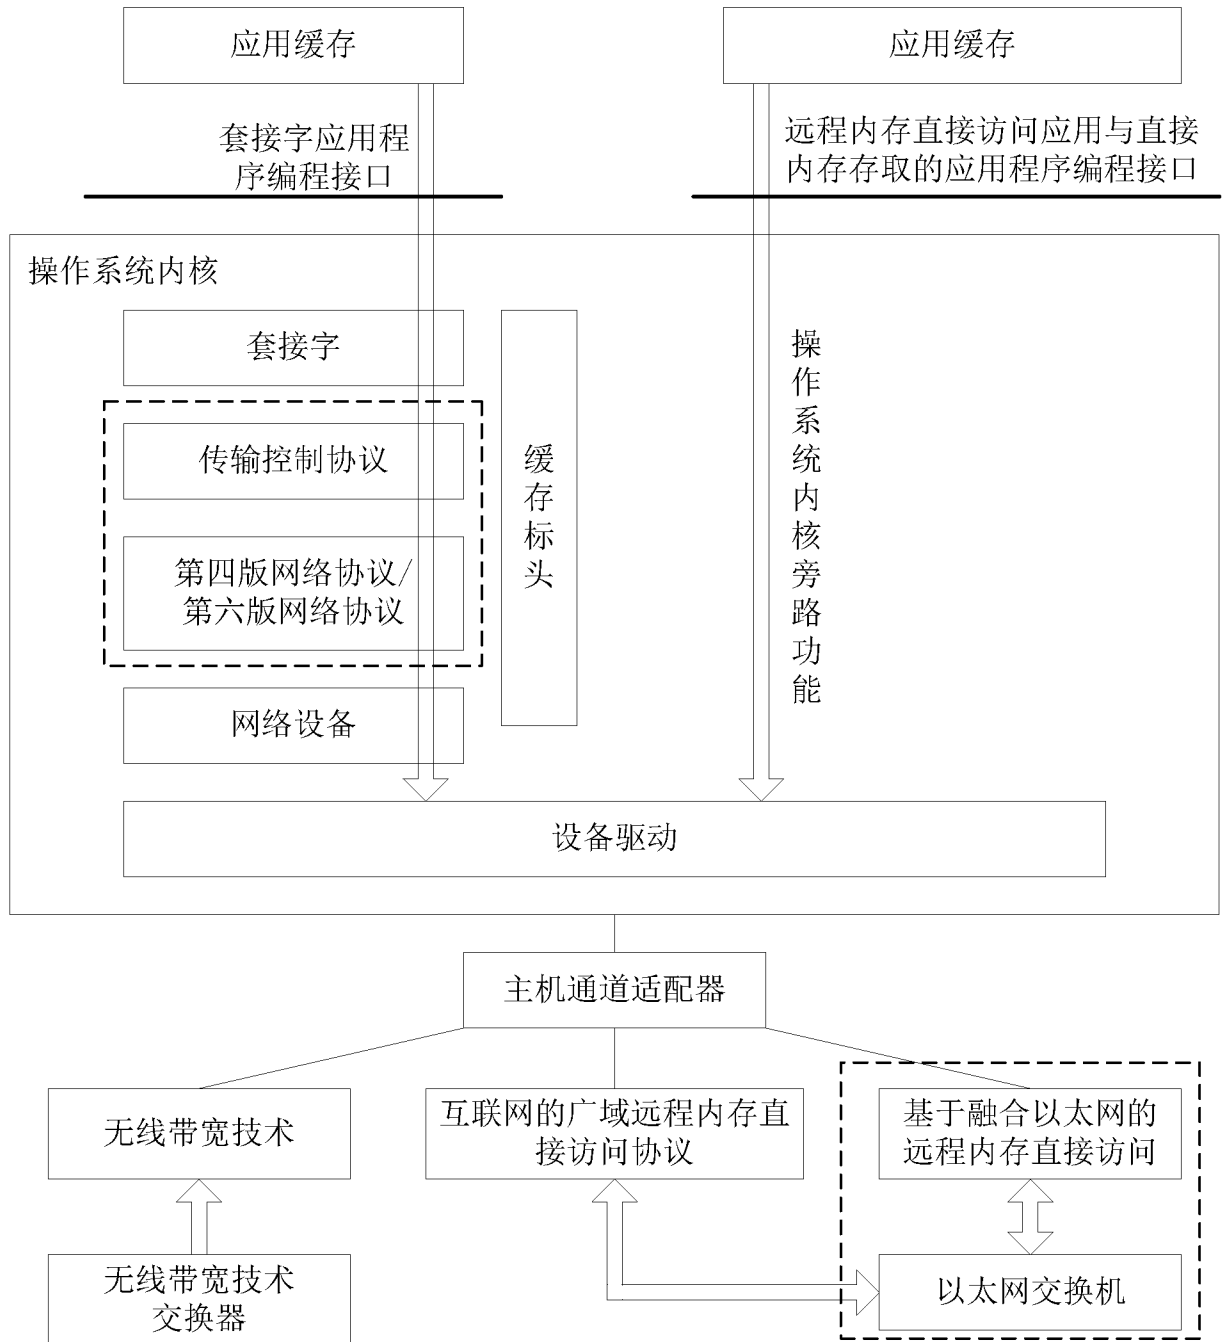 应用缓存
应用缓存
套接字应用程
序编程接口
远程内存直接访问应用与直接
内存存取的应用程序编程接口
操作系统内核
套接字
传输控制协议
第四版网络协议/
第六版网络协议
网络设备
缓存标头
操作系统内核旁路功能
设备驱动
主机通道适配器
无线带宽技术
互联网的广域远程内存直
接访问协议
基于融合以太网的
远程内存直接访问
无线带宽技术
交换器
以太网交换机